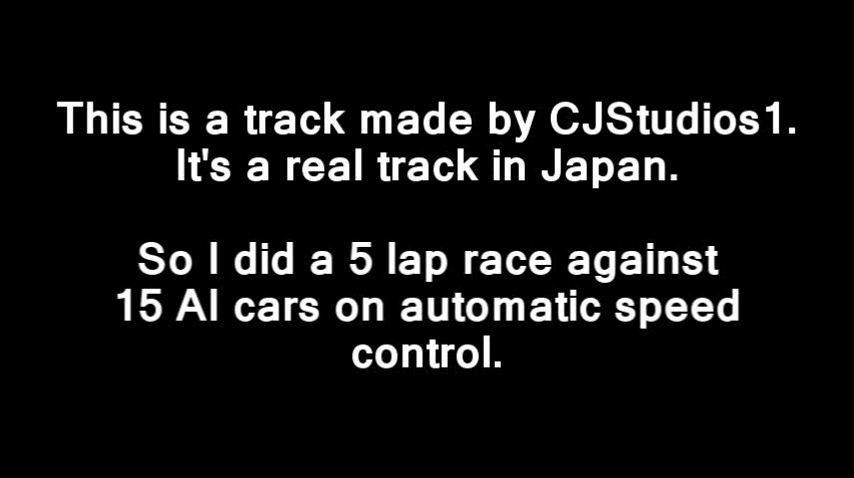 This is a track made by CJStudios1.
It's a real track in Japan.
So I did a 5 lap race against
15 AI cars on automatic speed
control.